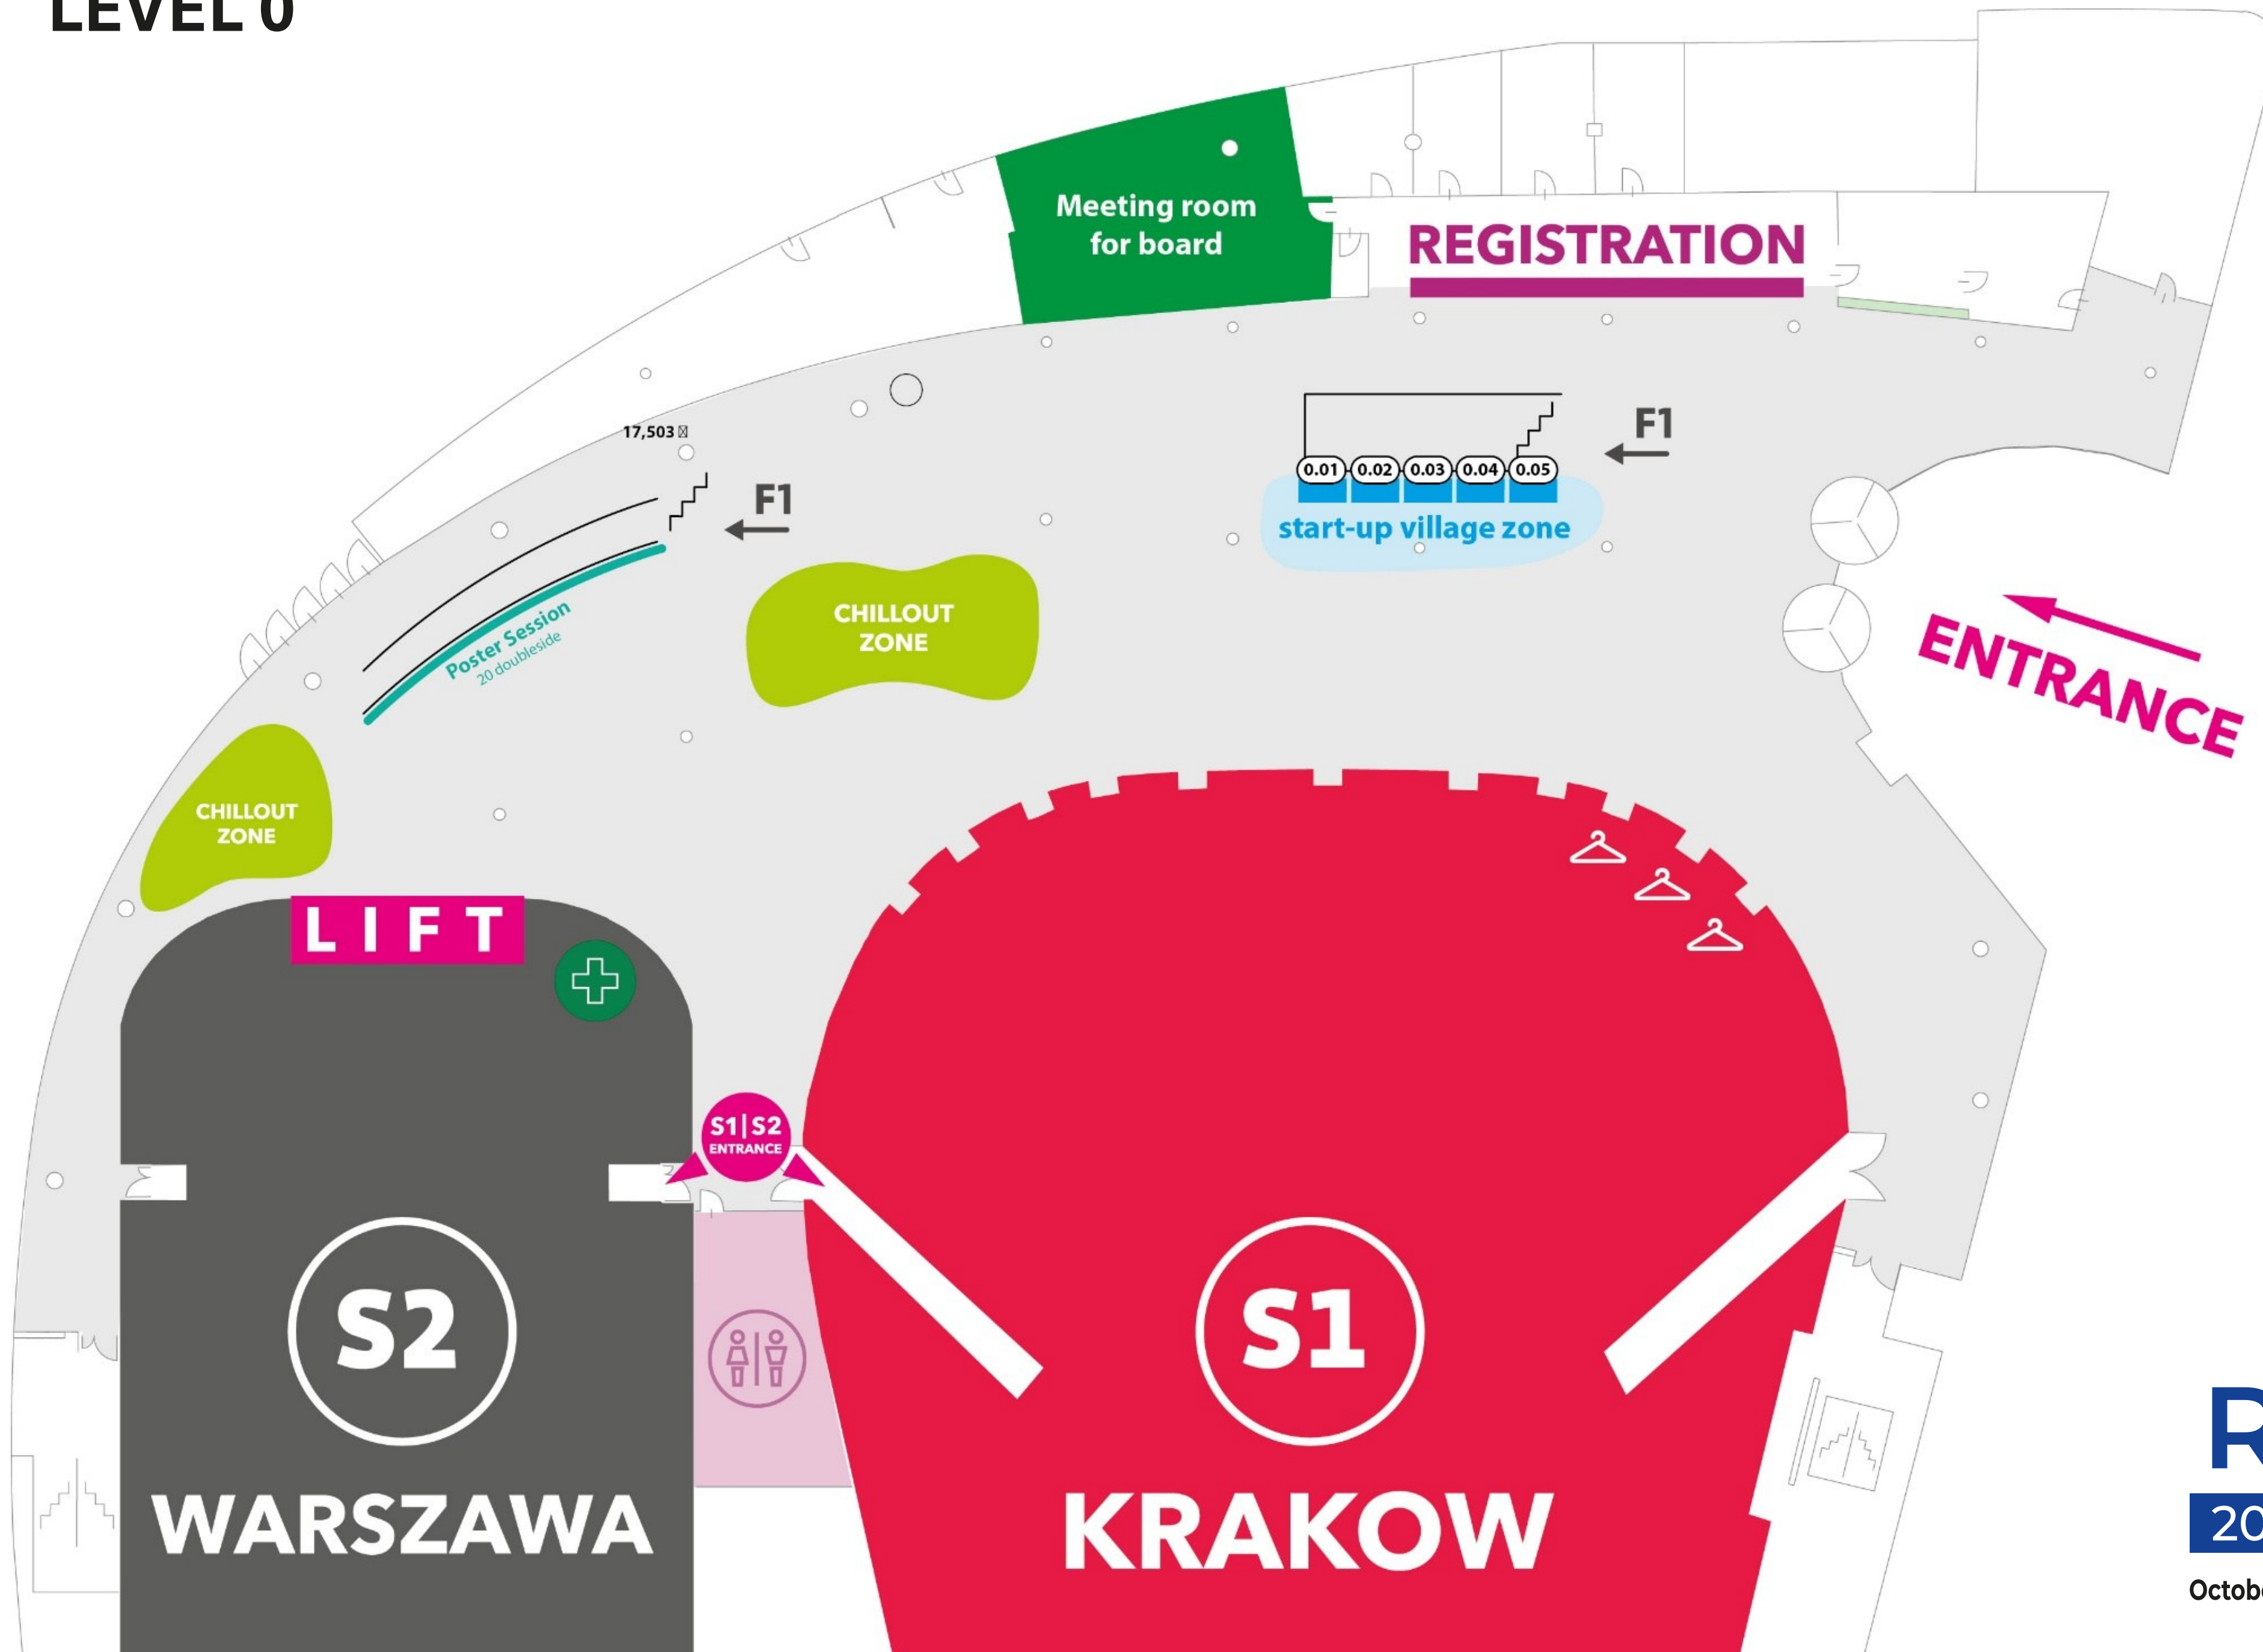 LEVEL 0
Meeting room
for board
REGISTRATION
17,503
F1
F1
0.01
0.02
0.03
0.04
0.05
start-up village zone
Poster Session
20 doubleside
CHILLOUT
ZONE
ENTRANCE
CHILLOUT
ZONE
LIFT
S1|S2
ENTRANCE
S2
S1
WARSZAWA
KRAKOW